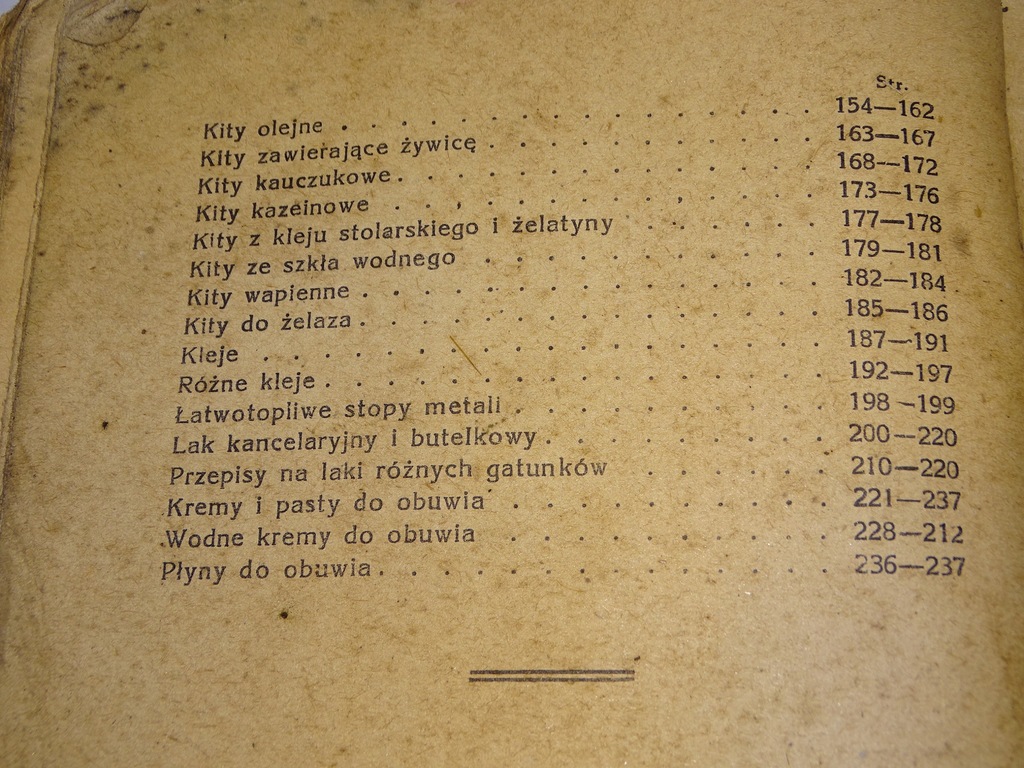 Str.
Kity olejne . . . . . . . . . . . . . . . . 154—162
Kity zawierające żywicę . . . . . . . . . . . 163—167
Kity kauczukowe . . . . . . . . . . . . . . 168—172
Kity kazeinowe . . . . . . . . . . . . . . 173—176
Kity z kleju stolarskiego i żelatyny . . . . . . . 177—178
Kity ze szkła wodnego . . . . . . . . . . . 179—181
Kity wapienne . . . . . . . . . . . . . . . 182—184
Kity do żelaza . . . . . . . . . . . . . . . 185—186
Kleje . . . . . . . . . . . . . . . . . . 187—191
Różne kleje . . . . . . . . . . . . . . . . 192—197
Łatwotopliwe stopy metali . . . . . . . . . . 198—199
Lak kancelaryjny i butelkowy . . . . . . . . . 200—220
Przepisy na laki różnych gatunków . . . . . . 210—220
Kremy i pasty do obuwia . . . . . . . . . . 221—237
Wodne kremy do obuwia . . . . . . . . . . 228—212
Płyny do obuwia . . . . . . . . . . . . . . 236—237